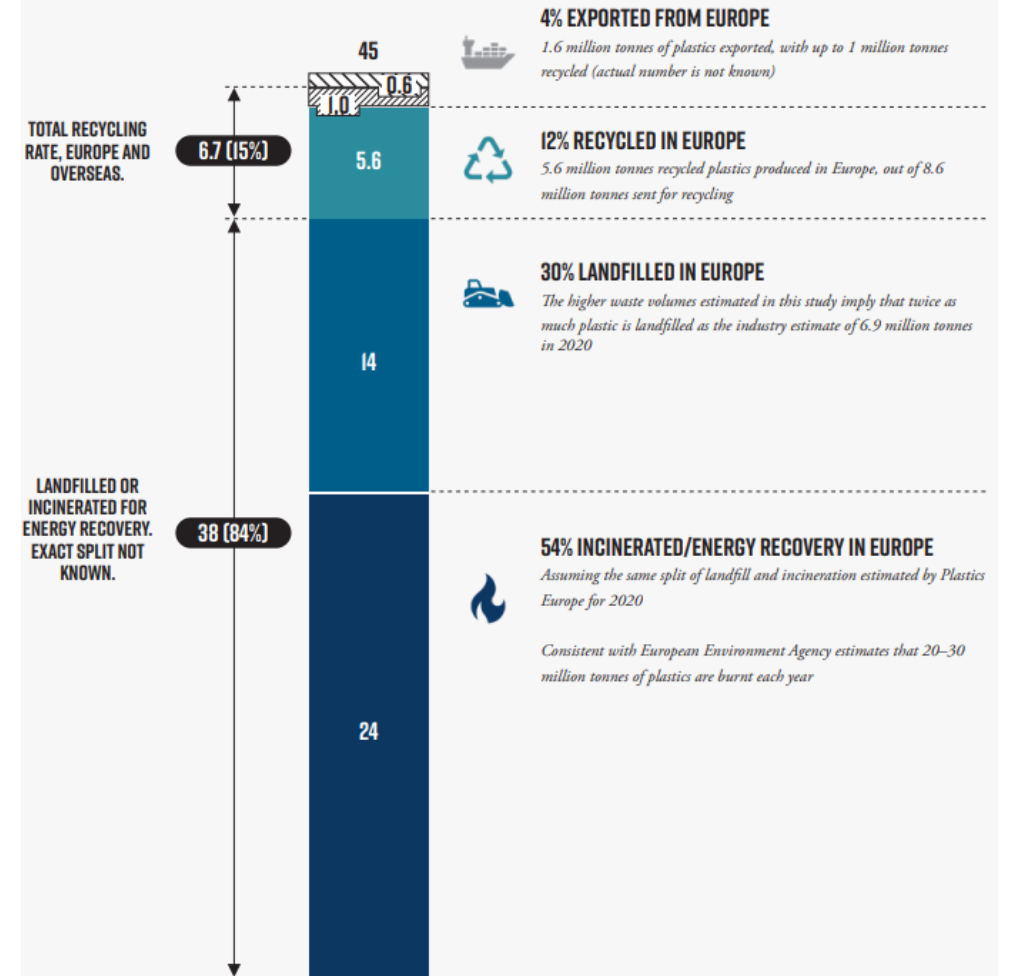 4% EXPORTED FROM EUROPE
1.6 million tonnes of plastics exported, with up to 1 million tonnes
recycled (actual number is not known)
45
0.6
1.0
TOTAL RECYCLING
RATE, EUROPE AND
OVERSEAS.
6.7 (15%)
5.6
12% RECYCLED IN EUROPE
5.6 million tonnes recycled plastics produced in Europe, out of 8.6
million tonnes sent for recycling
30% LANDFILLED IN EUROPE
The higher waste volumes estimated in this study imply that twice as
much plastic is landfilled as the industry estimate of 6.9 million tonnes
in 2020
14
LANDFILLED OR
INCINERATED FOR
ENERGY RECOVERY.
EXACT SPLIT NOT
KNOWN.
38 (84%)
54% INCINERATED/ENERGY RECOVERY IN EUROPE
Assuming the same split of landfill and incineration estimated by Plastics
Europe for 2020
Consistent with European Environment Agency estimates that 20–30
million tonnes of plastics are burnt each year
24